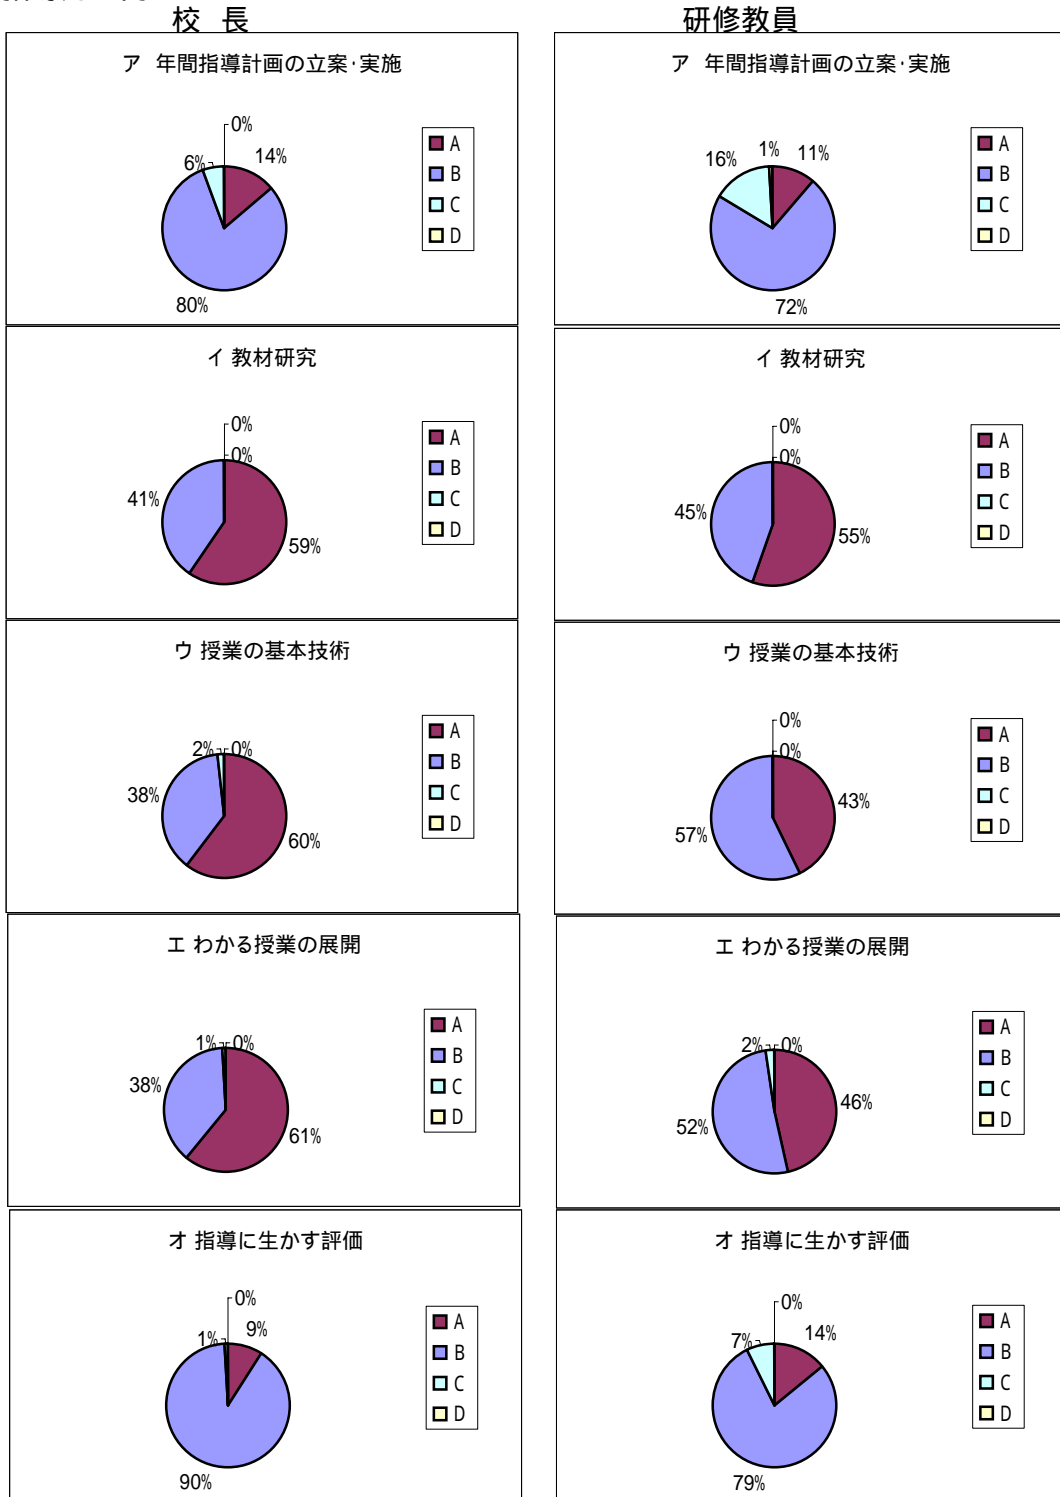 校 長
ア 年間指導計画の立案・実施
0%
6%
14%
80%
A
B
C
D
イ 教材研究
0%
0%
41%
59%
A
B
C
D
ウ 授業の基本技術
2%
0%
38%
60%
A
B
C
D
エ わかる授業の展開
1%
0%
38%
61%
A
B
C
D
オ 指導に生かす評価
0%
1%
9%
90%
A
B
C
D
研修教員
ア 年間指導計画の立案・実施
16%
1%
11%
72%
A
B
C
D
イ 教材研究
0%
0%
45%
55%
A
B
C
D
ウ 授業の基本技術
0%
0%
43%
57%
A
B
C
D
エ わかる授業の展開
2%
0%
46%
52%
A
B
C
D
オ 指導に生かす評価
0%
7%
14%
79%
A
B
C
D